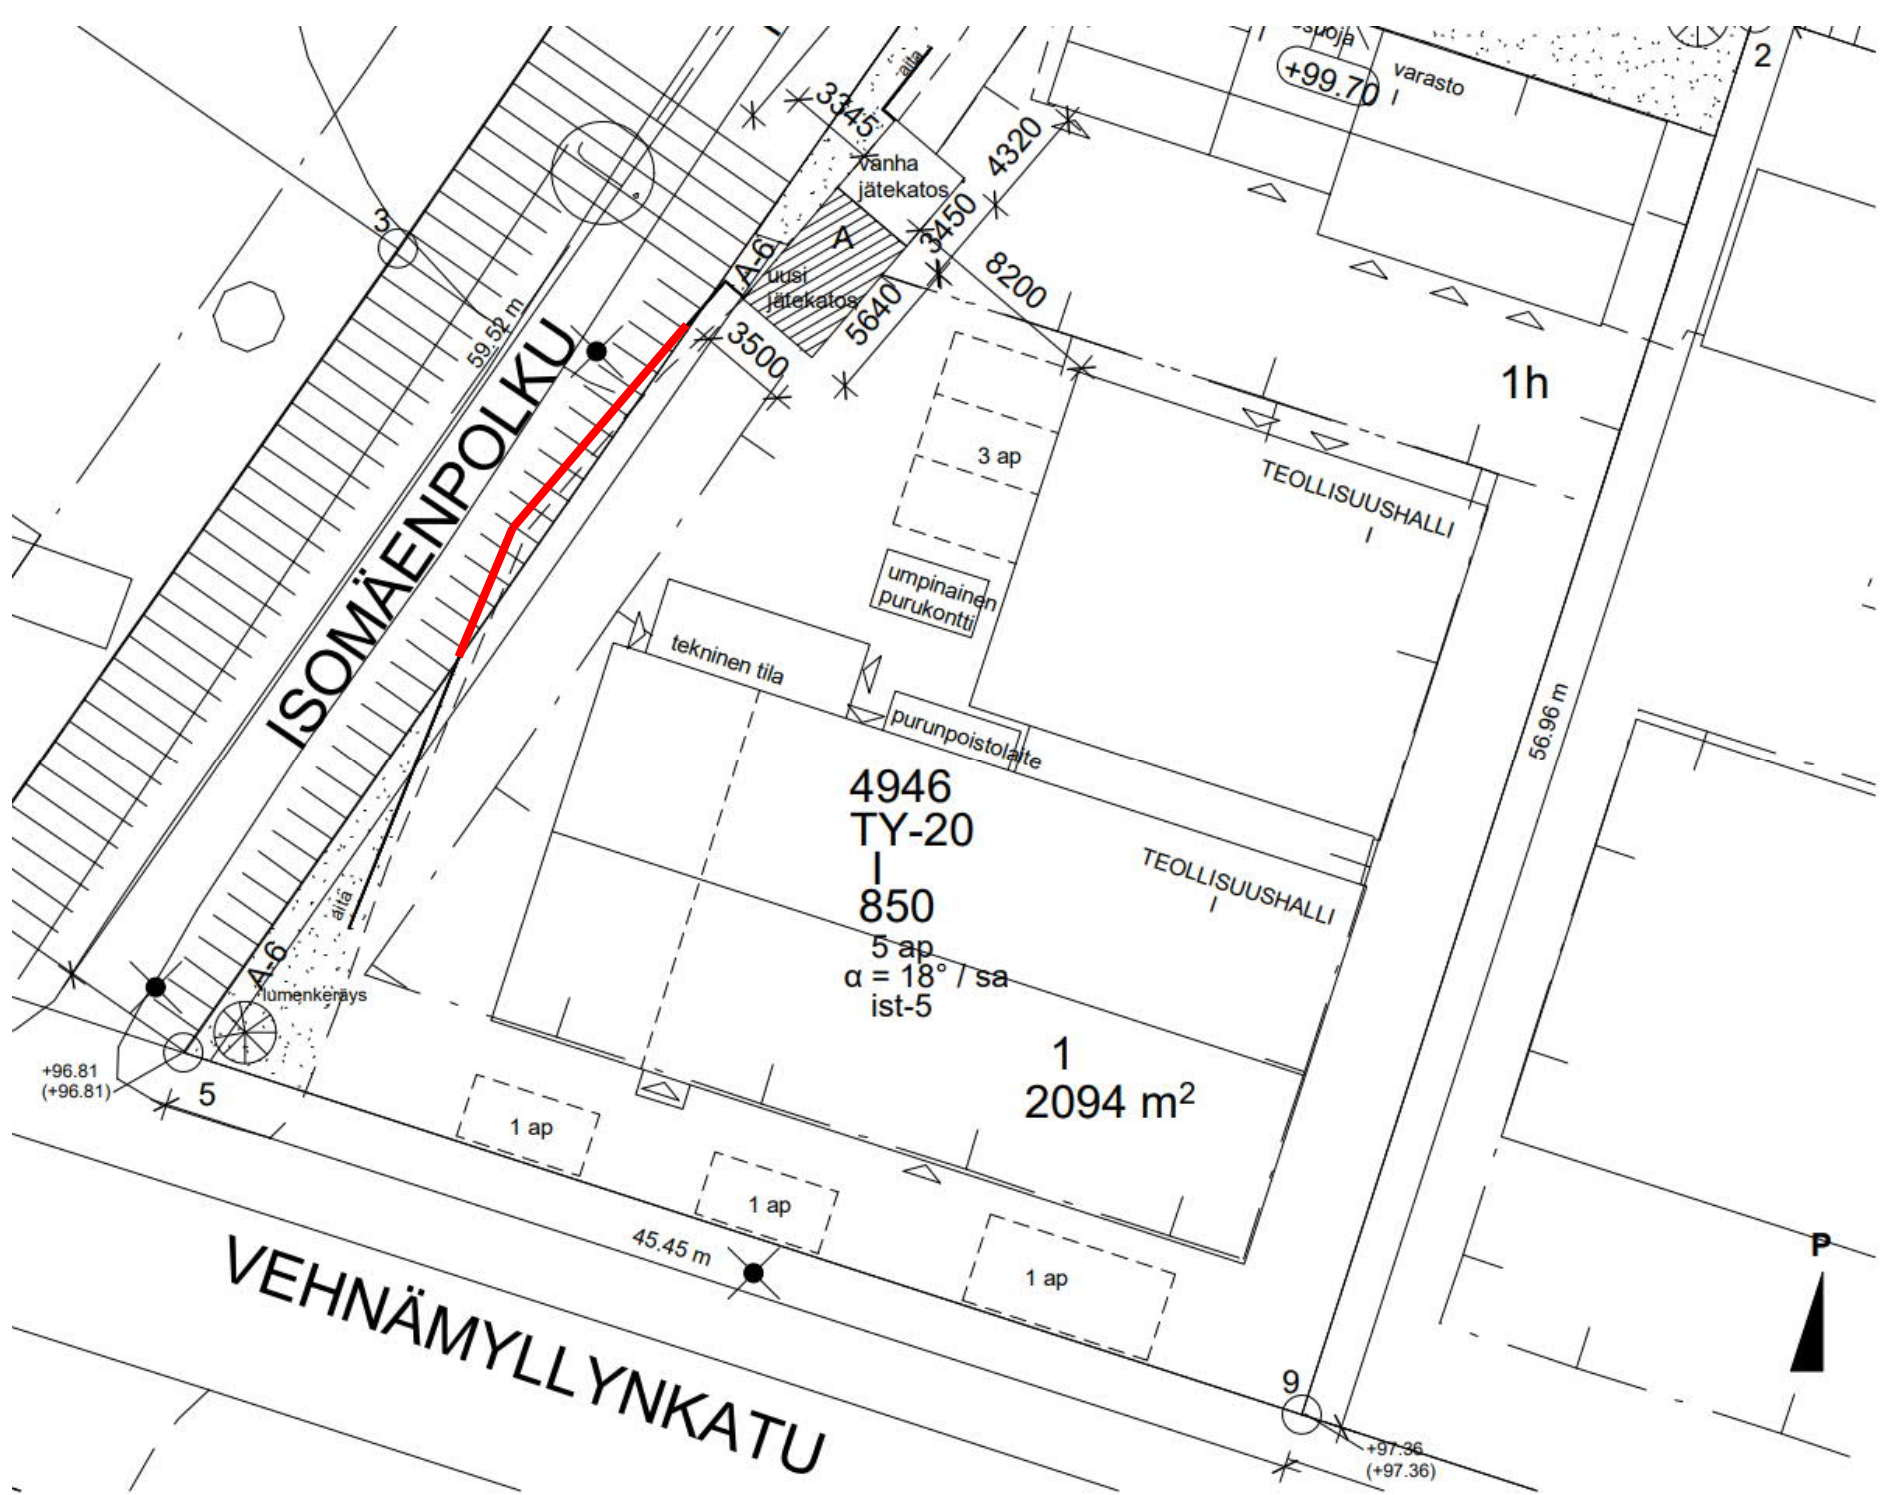 suoja
+99.70
varasto
I
I
2
aita
3345
4320
vanha
jätekatos
3
A-6
A
3450
uusi
jätekatos
8200
5640
59.52 m
3500
ISOMÄENPOLKU
1h
3 ap
TEOLLISUUSHALLI
I
umpinainen
purukontti
tekninen tila
purunpoistolaite
56.96 m
4946
TY-20
I
850
5 ap
α = 18° / sa
ist-5
TEOLLISUUSHALLI
I
aita
A-6
lumenkeräys
1
2094 m²
+96.81
(+96.81)
5
1 ap
1 ap
1 ap
45.45 m
VEHNÄMYLLYNKATU
P
9
+97.36
(+97.36)